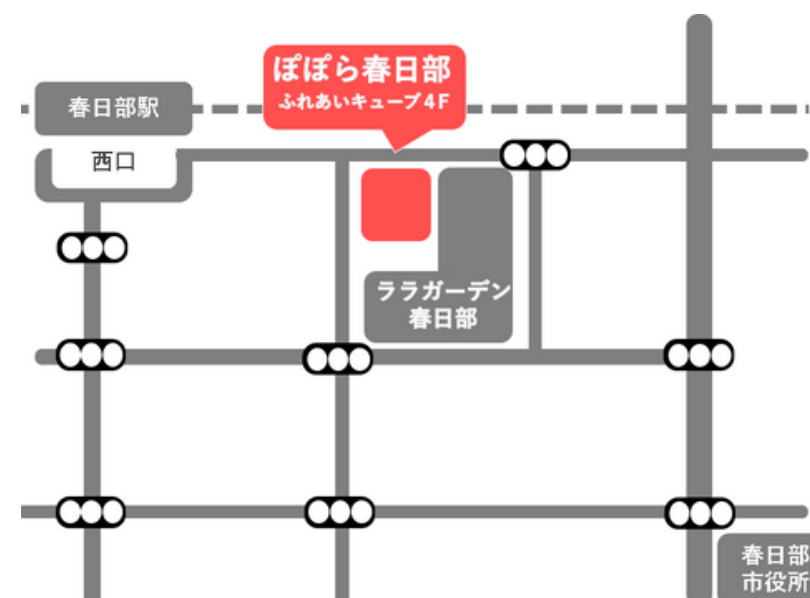 ぽぽら春日部
ふれあいキューブ4F
春日部駅
西口
ララガーデン
春日部
春日部
市役所